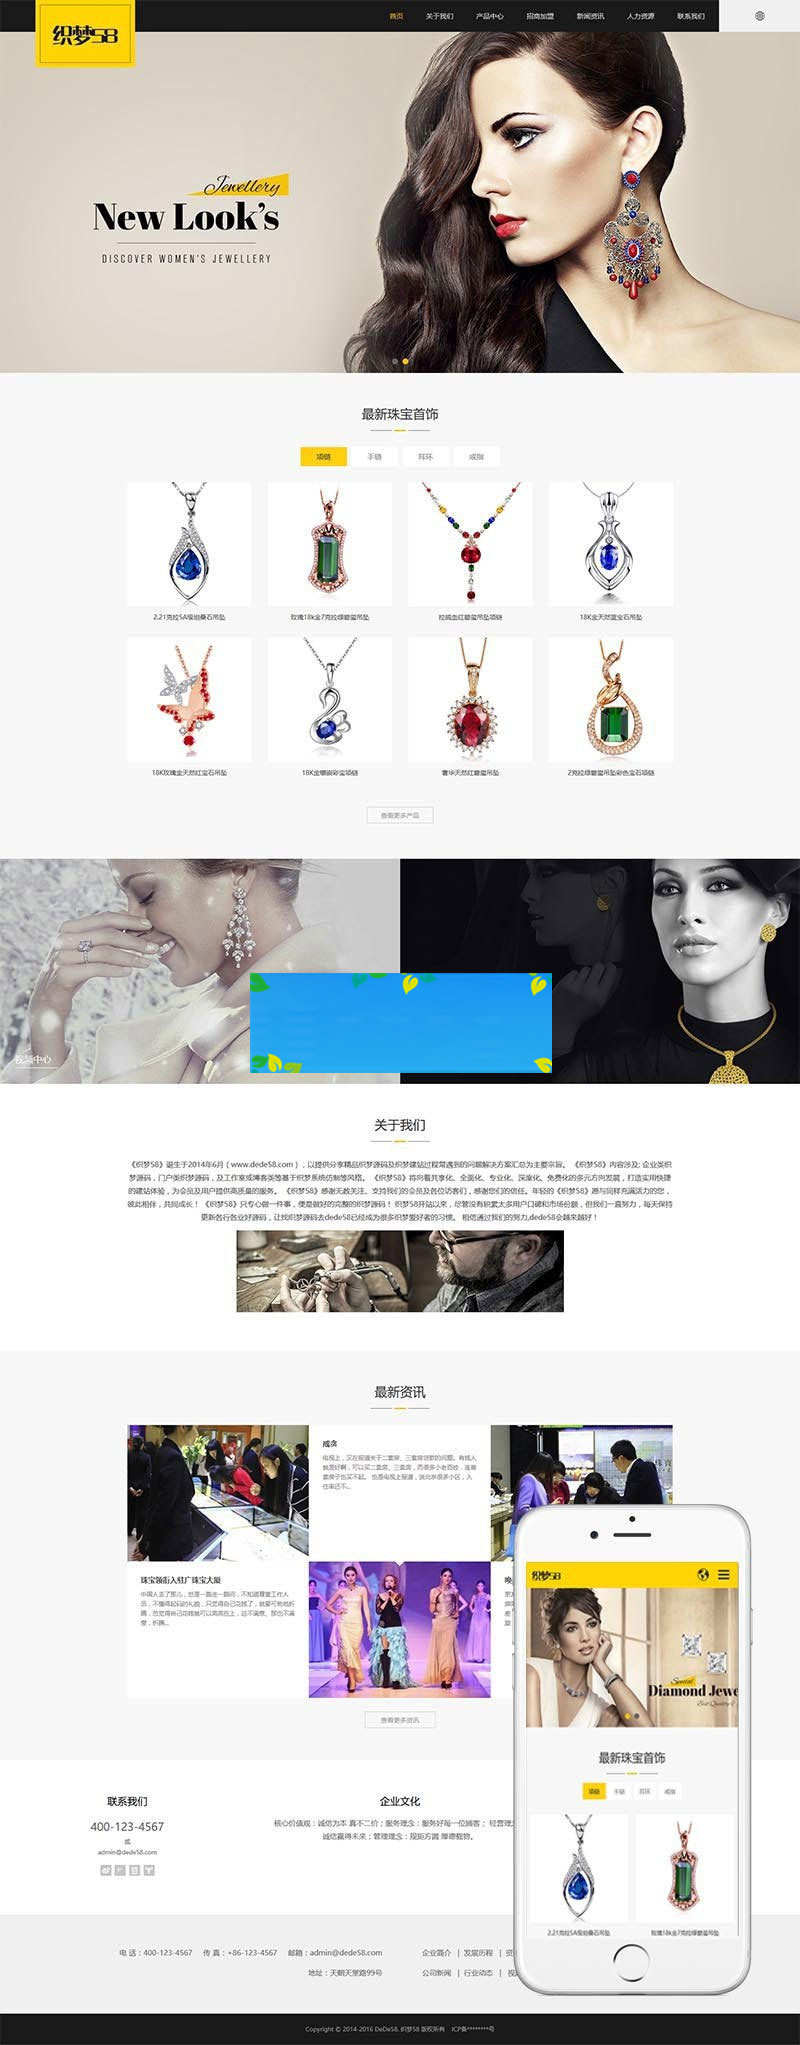 织梦58
首页 关于我们 产品中心 招商加盟 新闻资讯 人力资源 联系我们
Jewellery
New Look's
DISCOVER WOMEN'S JEWELLERY
最新珠宝首饰
项链 手链 耳环 戒指
2.21克拉5A级坦桑石吊坠 玫瑰18k金7克拉绿碧玺吊坠 拉脂血红碧玺吊坠项链 18K金天然蓝宝石吊坠
18K玫瑰金天然红宝石吊坠 18K金镶嵌彩宝项链 奢华天然红碧玺吊坠 2克拉绿碧玺吊坠彩色宝石项链
查看更多产品
视频中心
关于我们
《织梦58》诞生于2014年6月（www.dede58.com），以提供分享精品织梦源码及织梦建站过程常遇到的问题解决方案汇总为主要宗旨。 《织梦58》内容涉及: 企业类织
梦源码，门户类织梦源码，及工作室或博客类等基于织梦系统仿制等风格。 《织梦58》将向着共享化、全面化、专业化、深度化、免费化的多元方向发展，打造实用快捷
的建站体验，为会员及用户提供高质量的服务。 《织梦58》感谢无数关注、支持我们的会员及各位访客们，感谢您们的信任。年轻的《织梦58》愿与同样充满活力的您，
彼此相伴，共同成长！ 《织梦58》只专心做一件事，便是做好的完整的织梦源码！ 织梦58开站以来，尽管没有积累太多用户口碑和市场份额，但我们一直努力，每天保持
更新各行各业好源码，让找织梦源码去dede58已经成为很多织梦爱好者的习惯。 相信通过我们的努力,dede58会越来越好！
最新资讯
戒贪
电视上，又在报道关于二套房、三套房贷款的问题。有钱人
就是好啊，可以买二套房、三套房，而很多小老百姓，连首
套房子也买不起。 也是电视上报道，说北京很多小区，入
住率还不...
珠宝领衔入驻广珠宝大厦
中国人去了那儿，总是一路走一路问，不知道尊重工作人
员，不懂得起码的礼貌，只觉得自己花钱了，就要可劲地折
腾，总觉得自己花钱就可以高高在上，这不满意、那也不满
意，折腾...
查看更多资讯
织梦58
Special
Diamond Jewe
最新珠宝首饰
项链 手链 耳环 戒指
2.21克拉5A级坦桑石吊坠 玫瑰18k金7克拉绿碧玺吊坠
联系我们
400-123-4567
或
admin@dede58.com
企业文化
核心价值观：诚信为本 真不二价；服务理念：服务好每一位顾客； 经营理念
诚信赢得未来；管理理念：规矩方圆 厚德载物。
电 话：400-123-4567 传 真：+86-123-4567 邮箱：admin@dede58.com
地址：天朝天堂路99号
企业简介 | 发展历程 | 资
公司新闻 | 行业动态 | 视
Copyright © 2014-2016 DeDe58. 织梦58 版权所有 ICP备********号